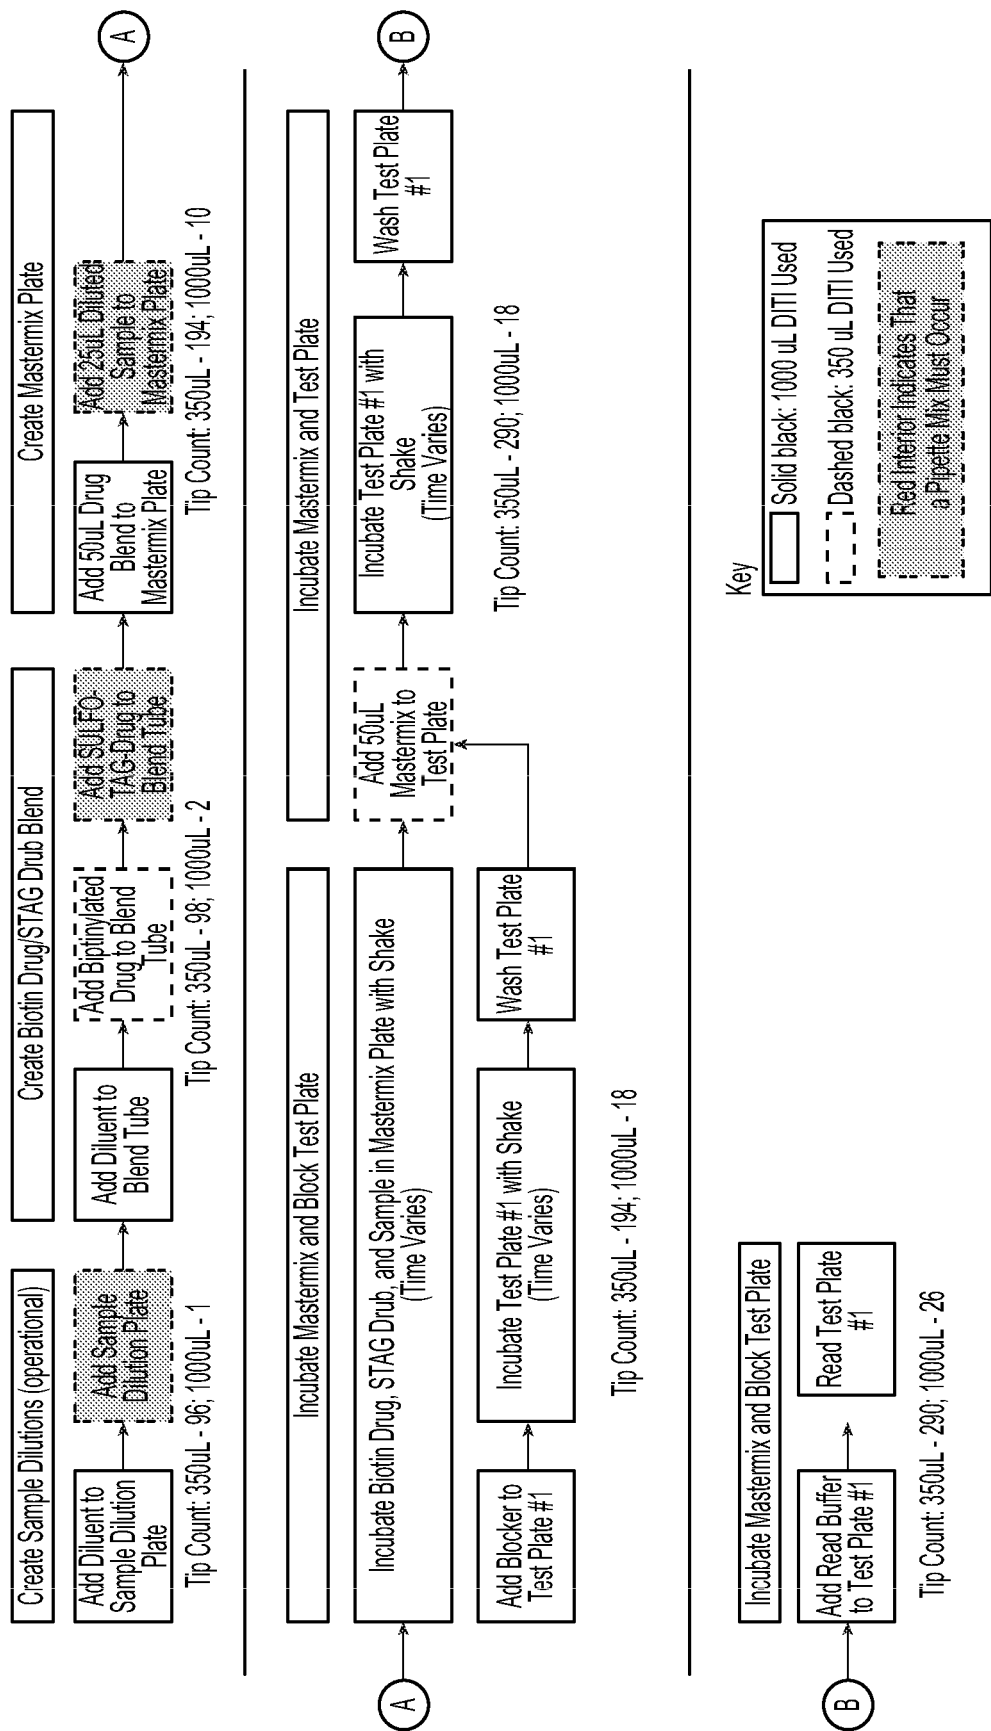 Create Sample Dilutions (operational)
Add Diluent to
Sample Dilution
Plate
Add Sample
Dilution Plate
Tip Count: 350uL - 96; 1000uL - 1
Create Biotin Drug/STAG Drub Blend
Add Diluent to
Blend Tube
Add Biptinylated
Drug to Blend
Tube
Add SULFO-
TAG-Drug to
Blend Tube
Tip Count: 350uL - 98; 1000uL - 2
Create Mastermix Plate
Add 50uL Drug
Blend to
Mastermix Plate
Add 25uL Diluted
Sample to
Mastermix Plate
Tip Count: 350uL - 194; 1000uL - 10
A
A
Incubate Mastermix and Block Test Plate
Incubate Biotin Drug, STAG Drub, and Sample in Mastermix Plate with Shake
(Time Varies)
Add Blocker to
Test Plate #1
Incubate Test Plate #1 with Shake
(Time Varies)
Wash Test Plate
#1
Tip Count: 350uL - 194; 1000uL - 18
Incubate Mastermix and Test Plate
Add 50uL
Mastermix to
Test Plate
Incubate Test Plate #1 with
Shake
(Time Varies)
Wash Test Plate
#1
Tip Count: 350uL - 290; 1000uL - 18
B
B
Incubate Mastermix and Block Test Plate
Add Read Buffer
to Test Plate #1
Read Test Plate
#1
Tip Count: 350uL - 290; 1000uL - 26
Key
Solid black: 1000 uL DITI Used
Dashed black: 350 uL DITI Used
Red Interior Indicates That
a Pipette Mix Must Occur